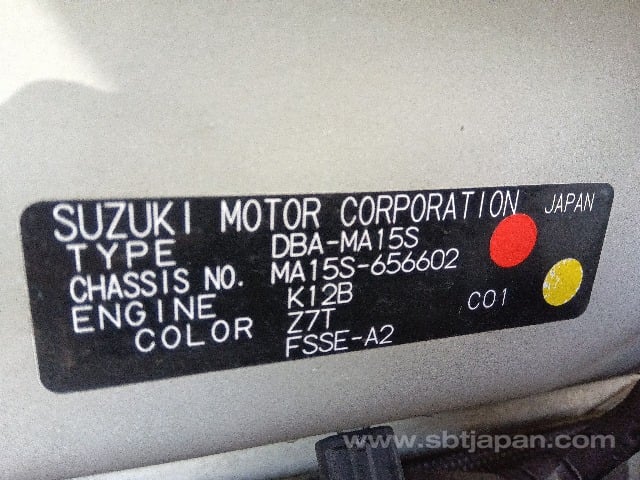 SUZUKI MOTOR CORPORATION JAPAN
TYPE DBA-MA15S
CHASSIS NO. MA15S-656602
ENGINE K12B
COLOR Z7T C01
FSSE-A2
www.sbtjapan.com